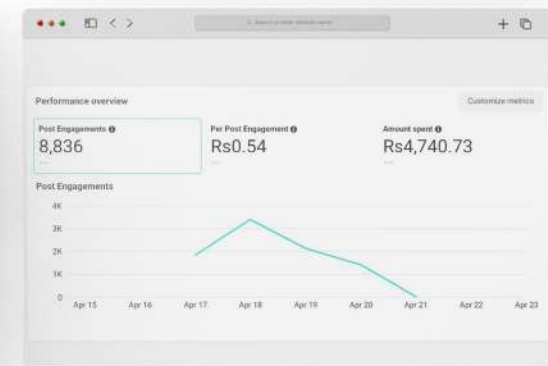 Performance overview
Customize metrics
Post Engagements
Per Post Engagement
Amount spent
8,836
Rs0.54
Rs4,740.73
Post Engagements
4K
3K
2K
1K
0
Apr 15 Apr 16 Apr 17 Apr 18 Apr 19 Apr 20 Apr 21 Apr 22 Apr 23